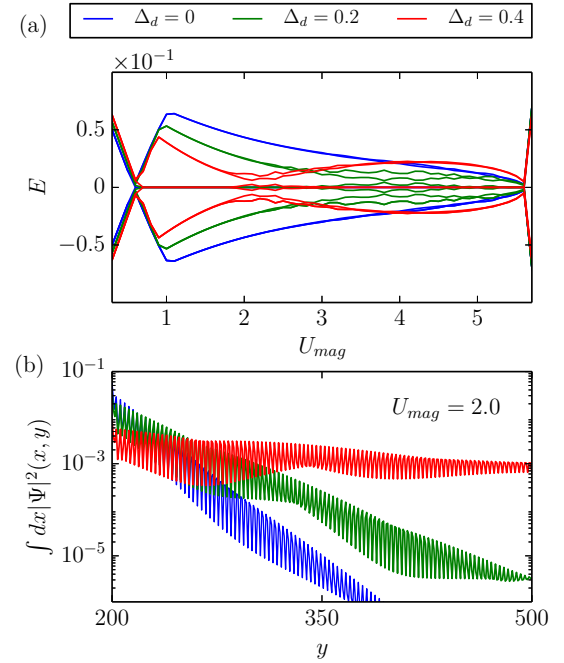 (a)
Δ_d = 0 Δ_d = 0.2 Δ_d = 0.4
×10⁻¹
0.5
0
−0.5
E
1 2 3 4 5
U_mag
(b)
10⁻¹
10⁻³
10⁻⁵
∫ dx|Ψ|²(x, y)
U_mag = 2.0
200 350 500
y